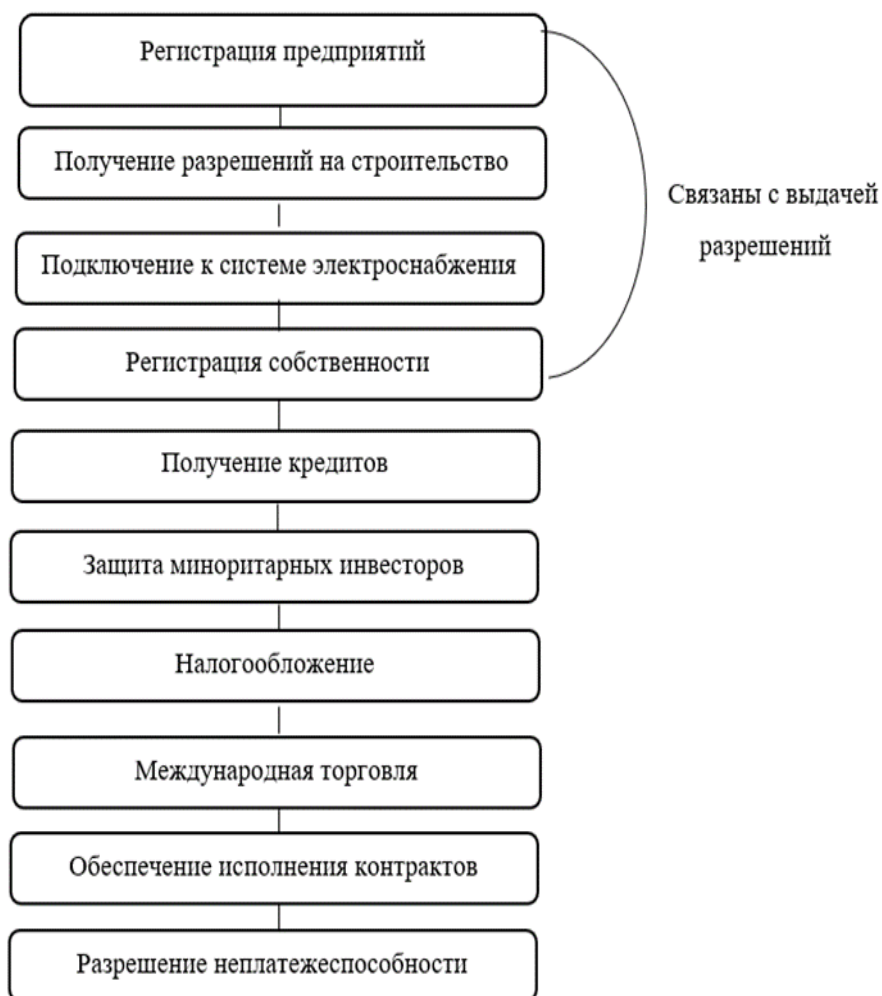 Регистрация предприятий
Получение разрешений на строительство
Связаны с выдачей
разрешений
Подключение к системе электроснабжения
Регистрация собственности
Получение кредитов
Защита миноритарных инвесторов
Налогообложение
Международная торговля
Обеспечение исполнения контрактов
Разрешение неплатежеспособности